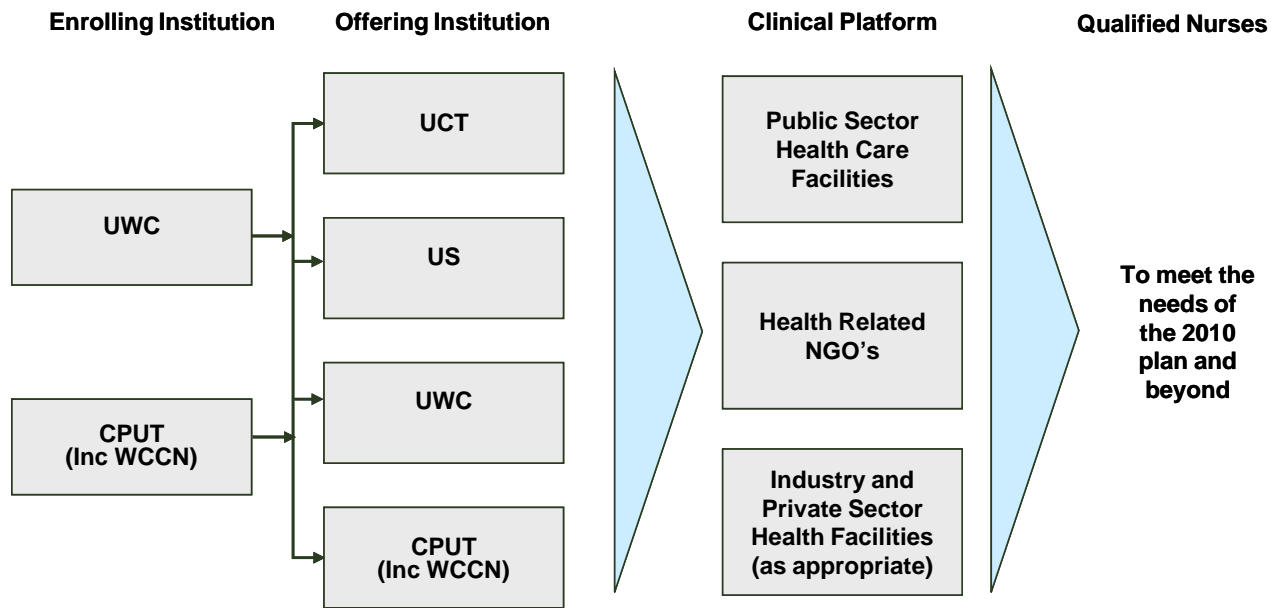 Enrolling Institution
Offering Institution
Clinical Platform
Qualified Nurses
UWC
CPUT
(Inc WCCN)
UCT
US
UWC
CPUT
(Inc WCCN)
Public Sector
Health Care
Facilities
Health Related
NGO's
Industry and
Private Sector
Health Facilities
(as appropriate)
To meet the
needs of
the 2010
plan and
beyond